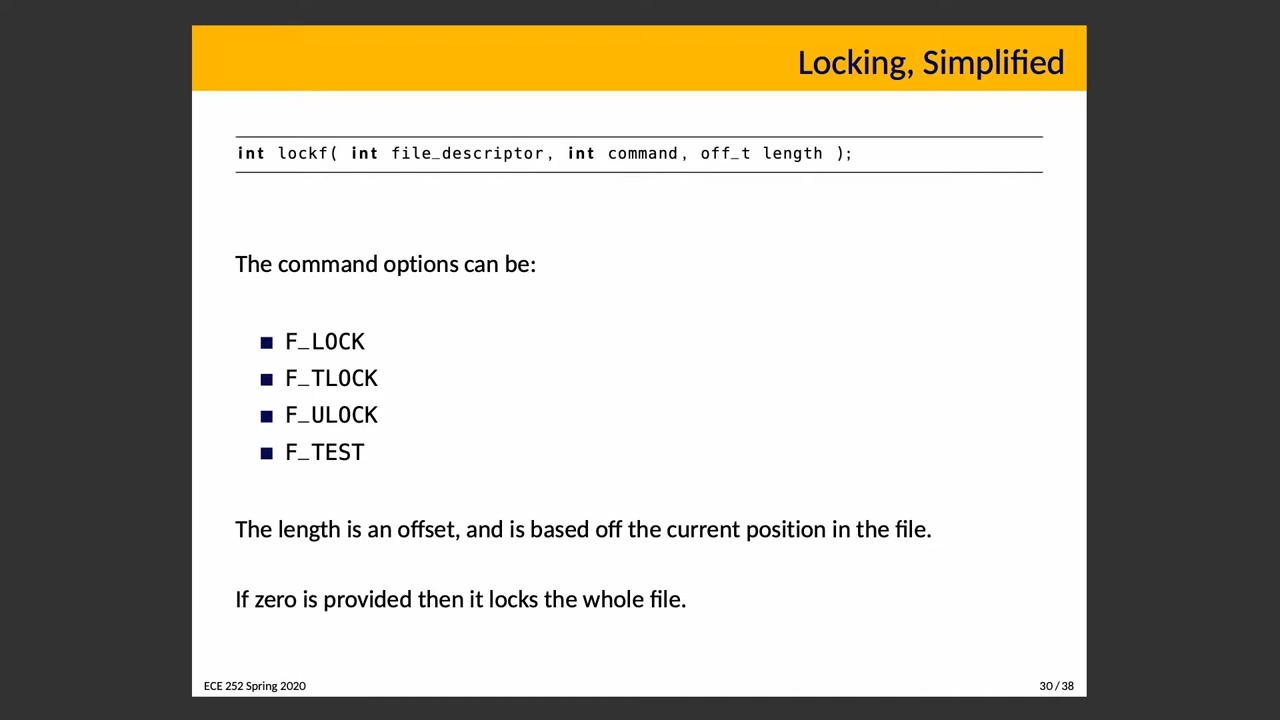 Locking, Simplified
int lockf( int file_descriptor, int command, off_t length );
The command options can be:
F_LOCK
F_TLOCK
F_ULOCK
F_TEST
The length is an offset, and is based off the current position in the file.
If zero is provided then it locks the whole file.
ECE 252 Spring 2020
30 / 38